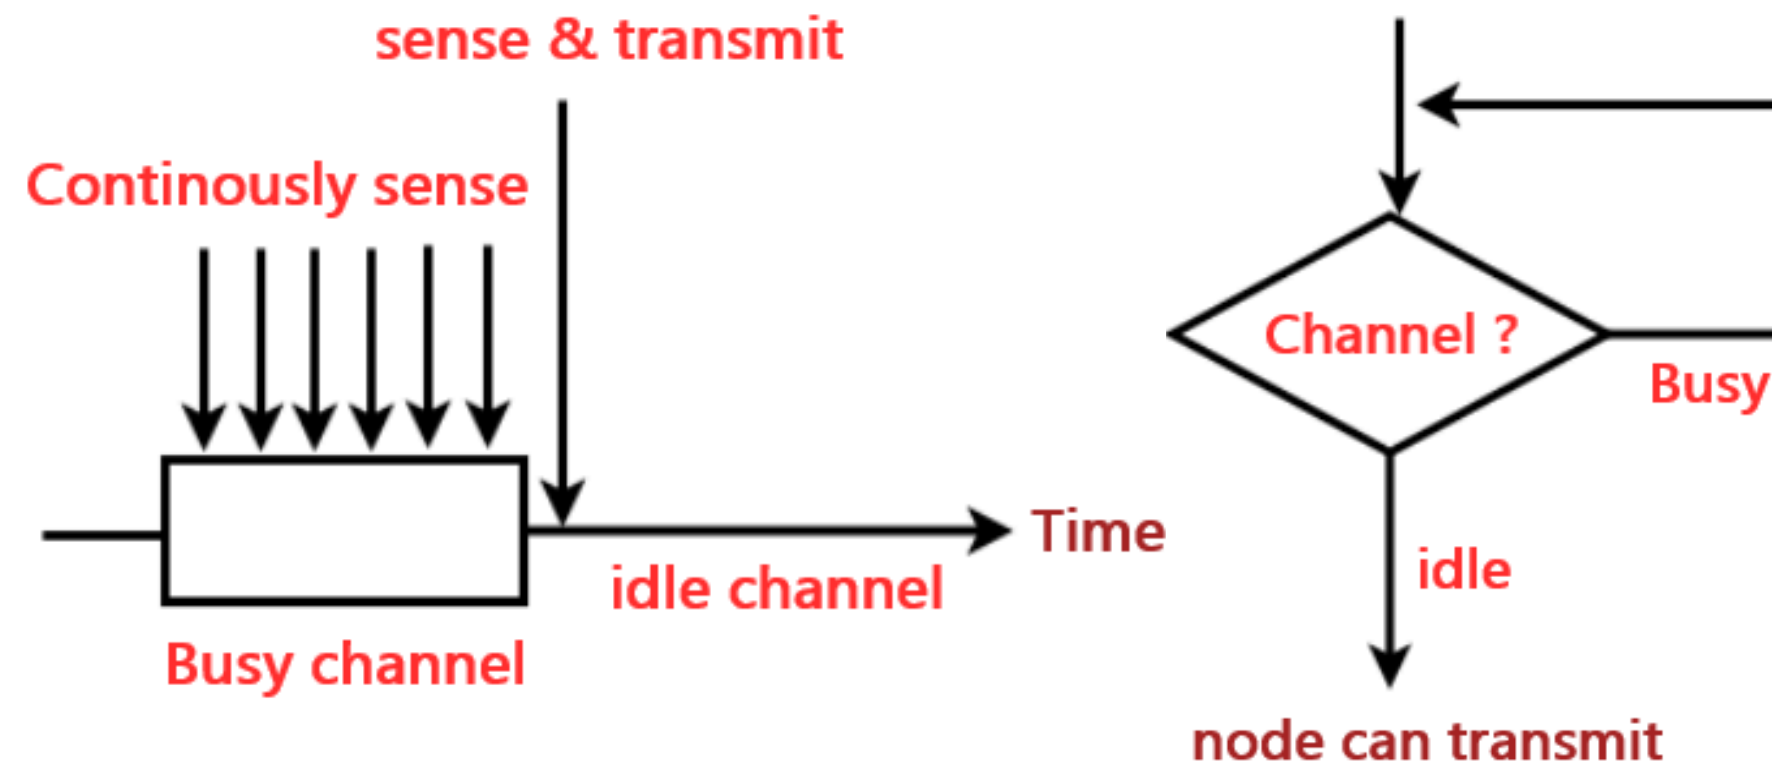 sense & transmit
Continously sense
Channel ?
Busy
Time
idle channel
idle
Busy channel
node can transmit